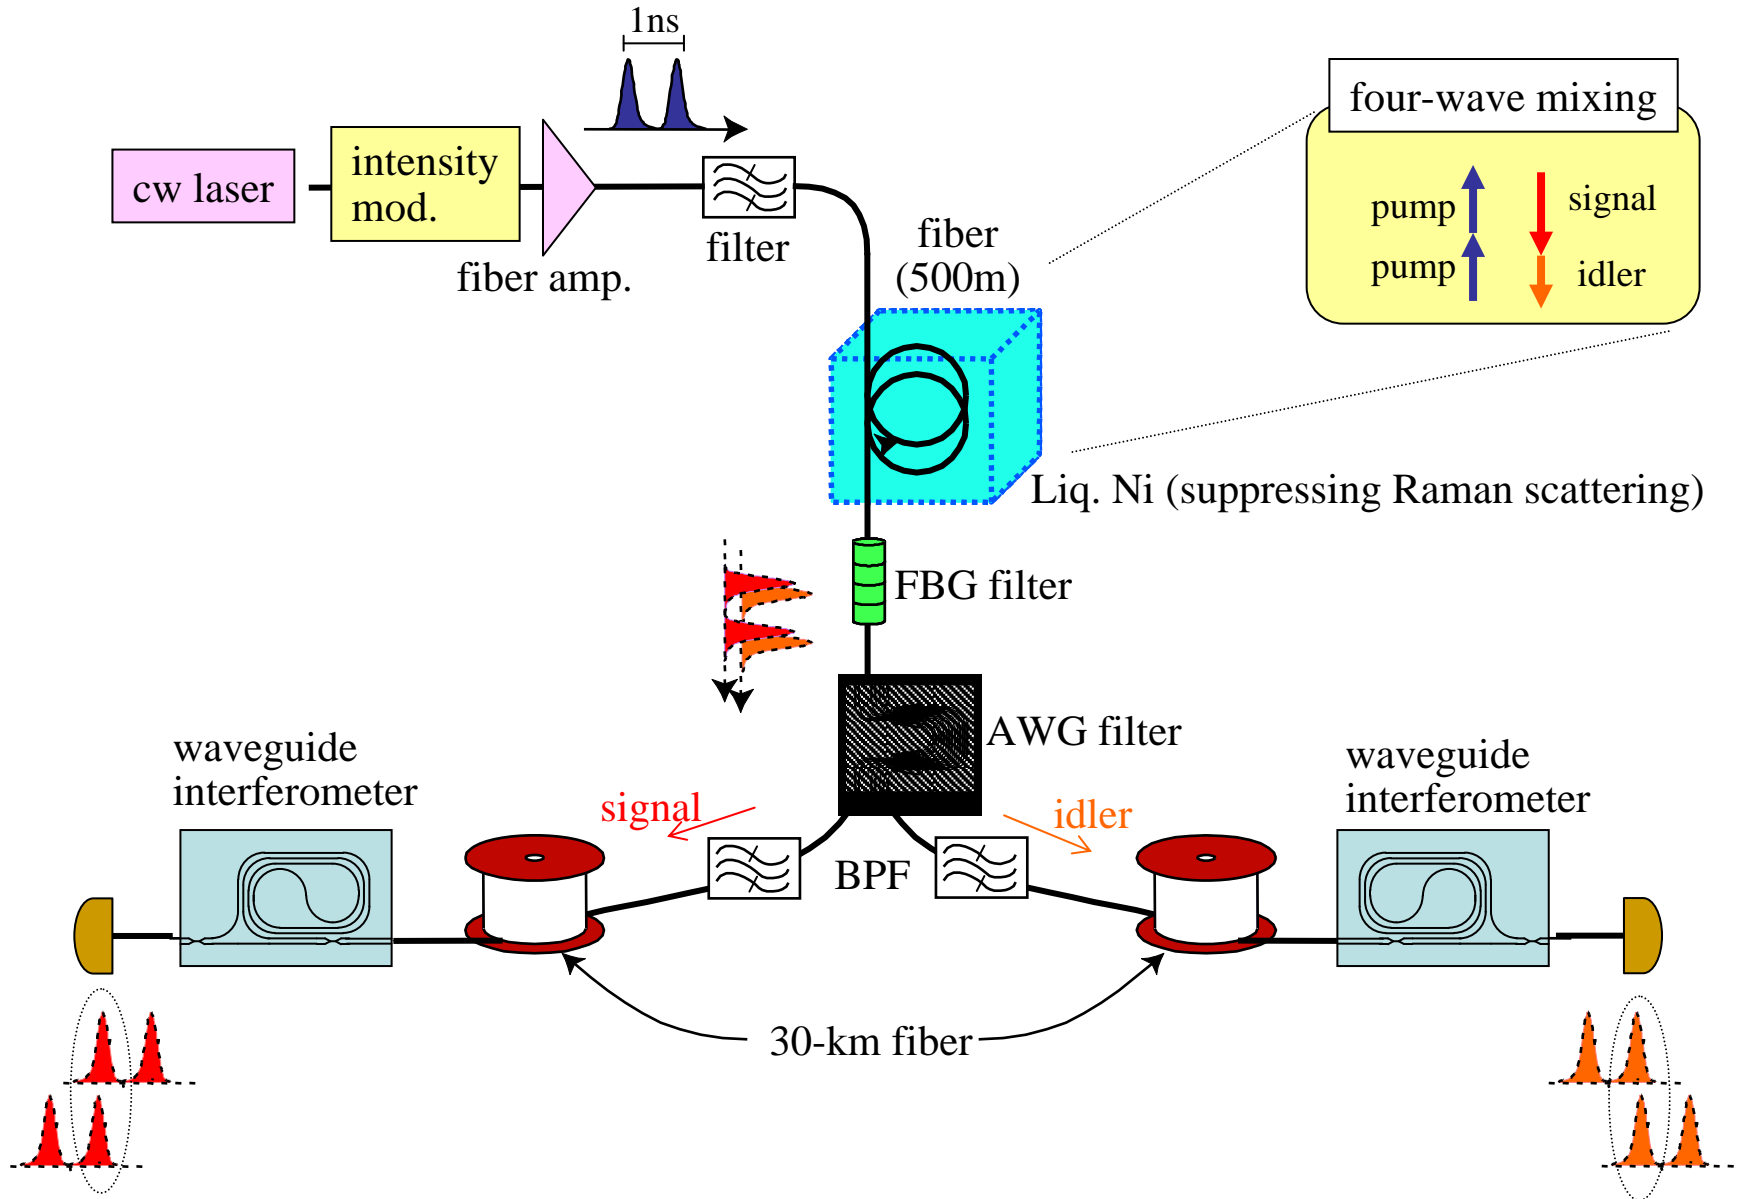 1ns
cw laser
intensity
mod.
fiber amp.
filter
fiber
(500m)
four-wave mixing
pump
signal
pump
idler
Liq. Ni (suppressing Raman scattering)
FBG filter
AWG filter
waveguide
interferometer
signal
idler
BPF
waveguide
interferometer
30-km fiber